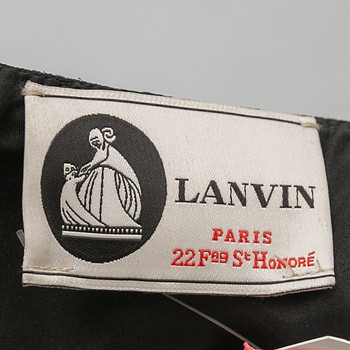 LANVIN
PARIS
22 Fbg St Honoré